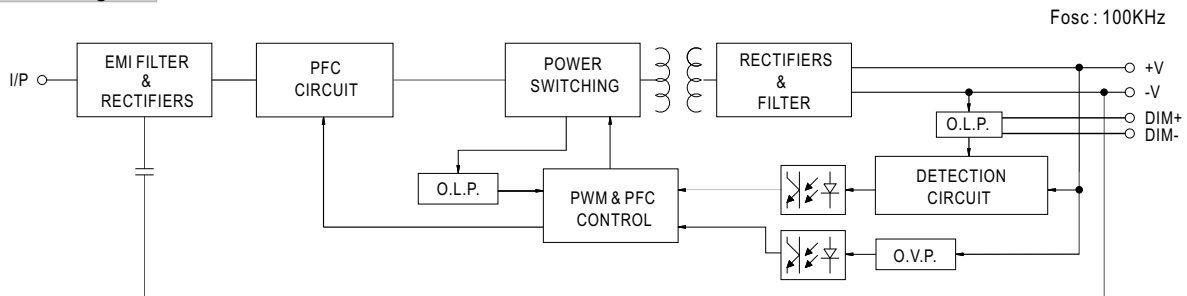 Fosc : 100KHz
I/P
EMI FILTER
&
RECTIFIERS
PFC
CIRCUIT
POWER
SWITCHING
RECTIFIERS
&
FILTER
+V
-V
DIM+
DIM-
O.L.P.
DETECTION
CIRCUIT
O.L.P.
PWM & PFC
CONTROL
O.V.P.